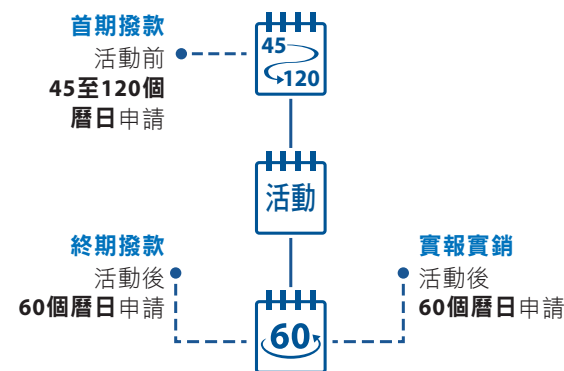 首期撥款
活動前
45至120個
曆日申請
45
120
活動
終期撥款
活動後
60個曆日申請
60
實報實銷
活動後
60個曆日申請